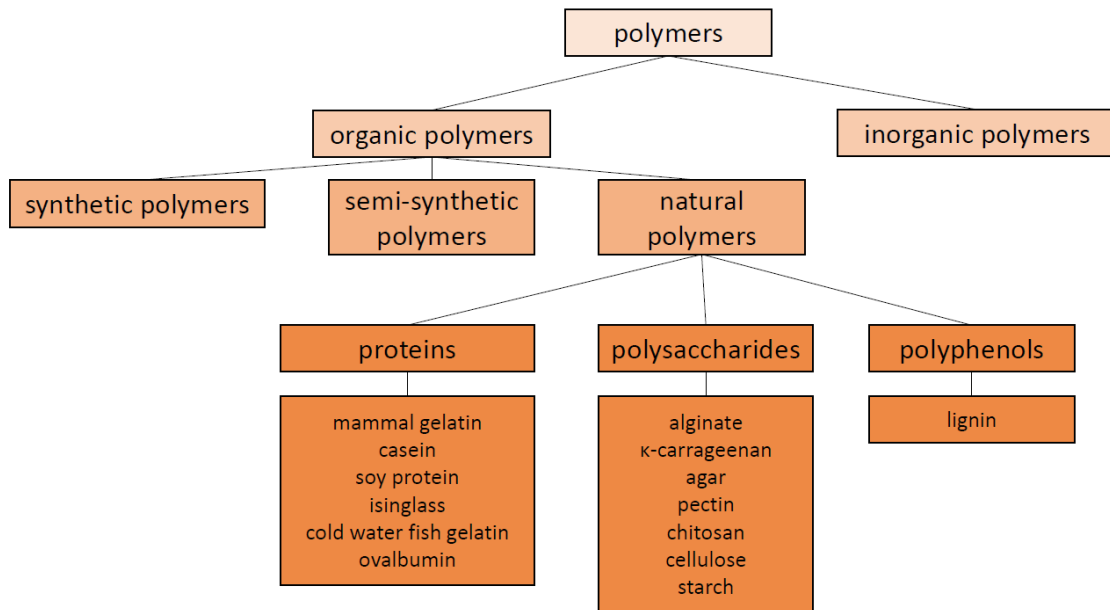 polymers
organic polymers
inorganic polymers
synthetic polymers
semi-synthetic
polymers
natural
polymers
proteins
polysaccharides
polyphenols
mammal gelatin
casein
soy protein
isinglass
cold water fish gelatin
ovalbumin
alginate
κ-carrageenan
agar
pectin
chitosan
cellulose
starch
lignin